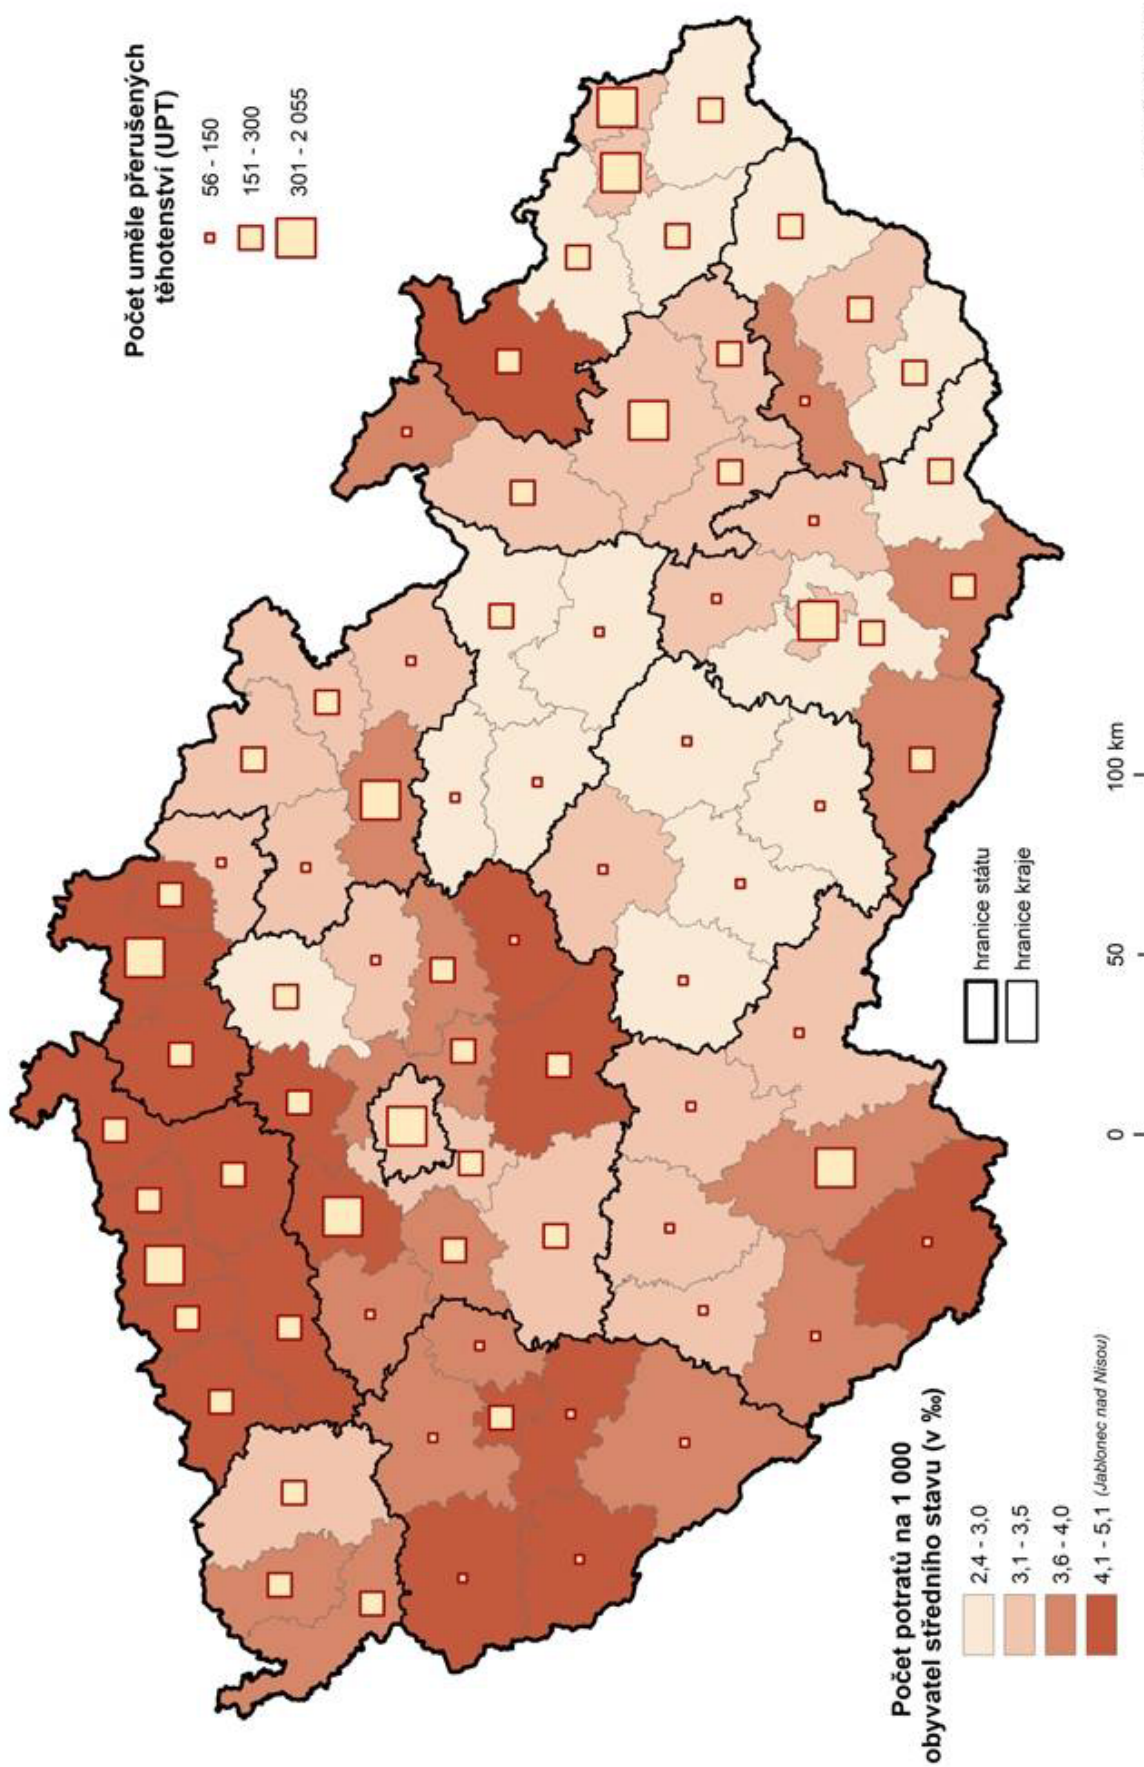 Počet uměle přerušených
těhotenství (UPT)
56 - 150
151 - 300
301 - 2 055
Počet potratů na 1 000
obyvatel středního stavu (v ‰)
2,4 - 3,0
3,1 - 3,5
3,6 - 4,0
4,1 - 5,1 (Jablonec nad Nisou)
hranice státu
hranice kraje
0 50 100 km